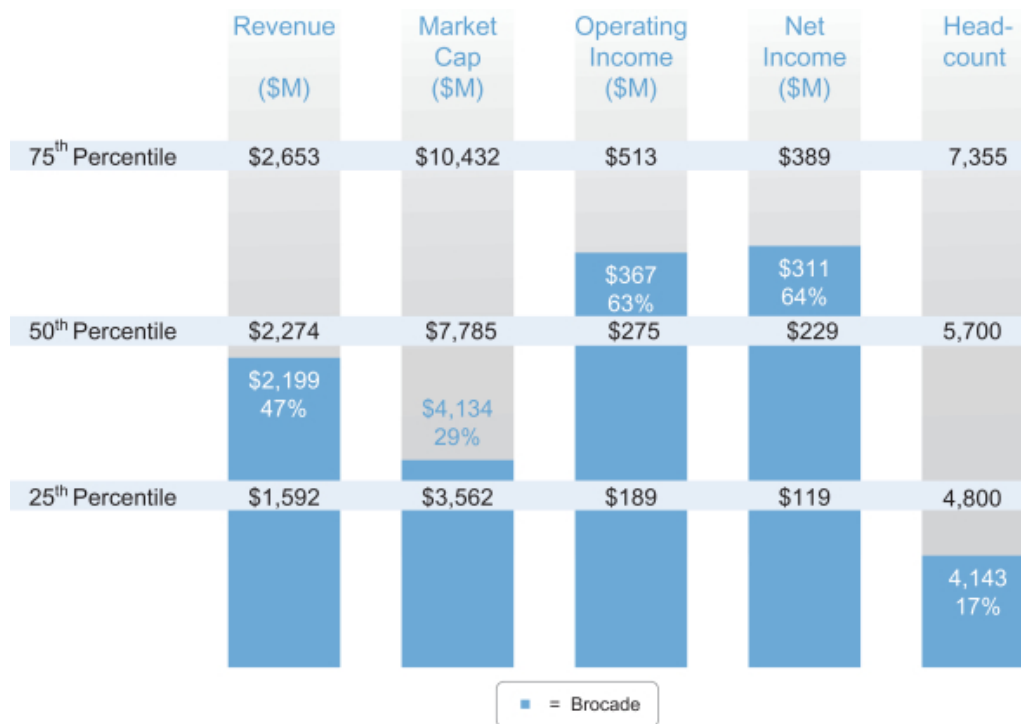 Revenue Market Operating Net Head-
Cap Income Income count
($M) ($M) ($M) ($M)
75th Percentile $2,653 $10,432 $513 $389 7,355
$367 $311
63% 64%
50th Percentile $2,274 $7,785 $275 $229 5,700
$2,199 $4,134
47% 29%
25th Percentile $1,592 $3,562 $189 $119 4,800
4,143
17%
= Brocade